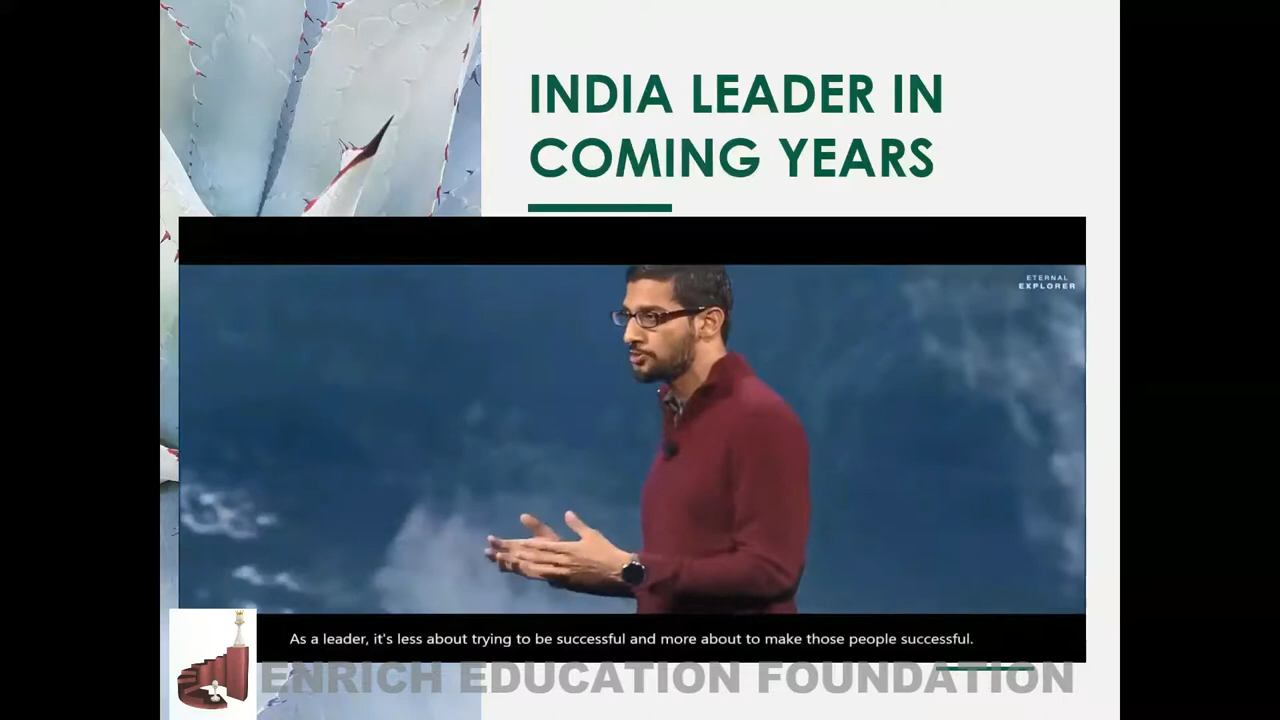 INDIA LEADER IN
COMING YEARS
ETERNAL
EXPLORER
As a leader, it's less about trying to be successful and more about to make those people successful.
ENRICH EDUCATION FOUNDATION